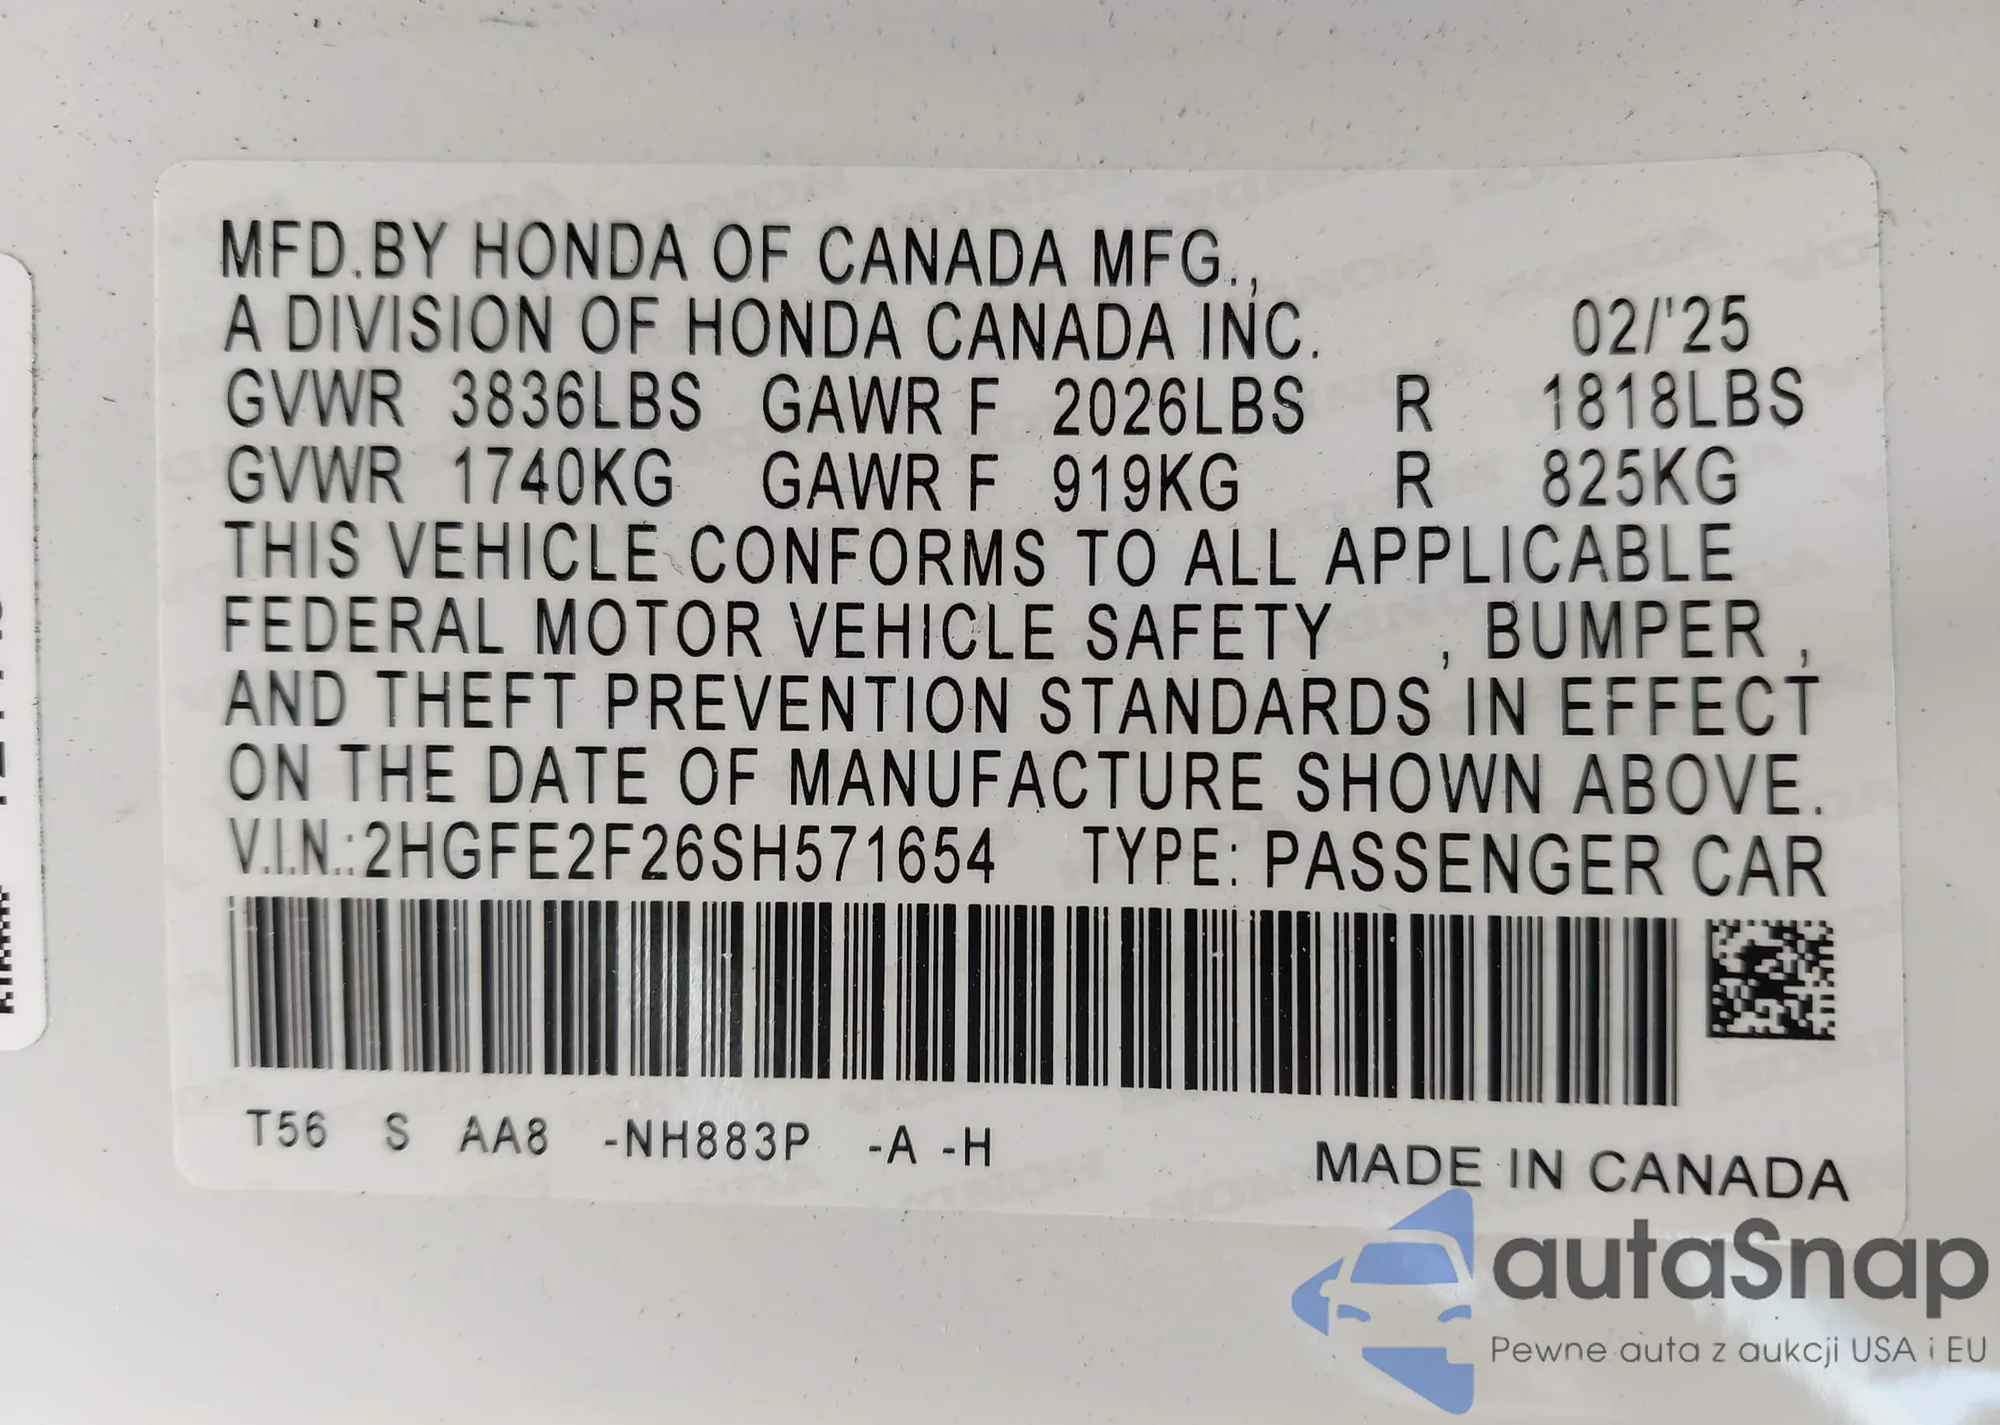 MFD.BY HONDA OF CANADA MFG.,
A DIVISION OF HONDA CANADA INC. 02/'25
GVWR 3836LBS GAWR F 2026LBS R 1818LBS
GVWR 1740KG GAWR F 919KG R 825KG
THIS VEHICLE CONFORMS TO ALL APPLICABLE
FEDERAL MOTOR VEHICLE SAFETY , BUMPER ,
AND THEFT PREVENTION STANDARDS IN EFFECT
ON THE DATE OF MANUFACTURE SHOWN ABOVE.
V.I.N.:2HGFE2F26SH571654 TYPE: PASSENGER CAR
T56 S AA8 -NH883P -A -H
MADE IN CANADA
autaSnap
Pewne auta z aukcji USA i EU